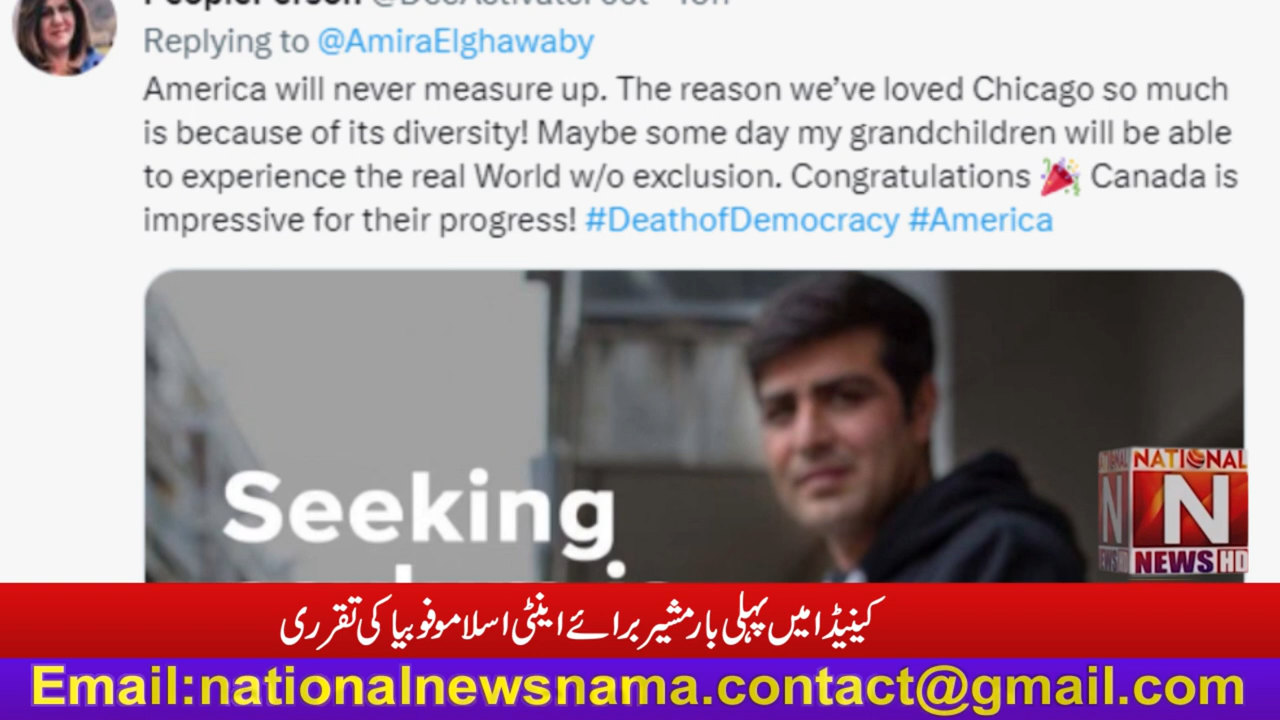 Replying to @AmiraElghawaby
America will never measure up. The reason we've loved Chicago so much
is because of its diversity! Maybe some day my grandchildren will be able
to experience the real World w/o exclusion. Congratulations 🎉 Canada is
impressive for their progress! #DeathofDemocracy #America
Seeking
NATIONAL
N
NEWS HD
کینیڈا میں پہلی بار مشیر برائے اینٹی اسلاموفوبیا کی تقرری
Email:nationalnewsnama.contact@gmail.com